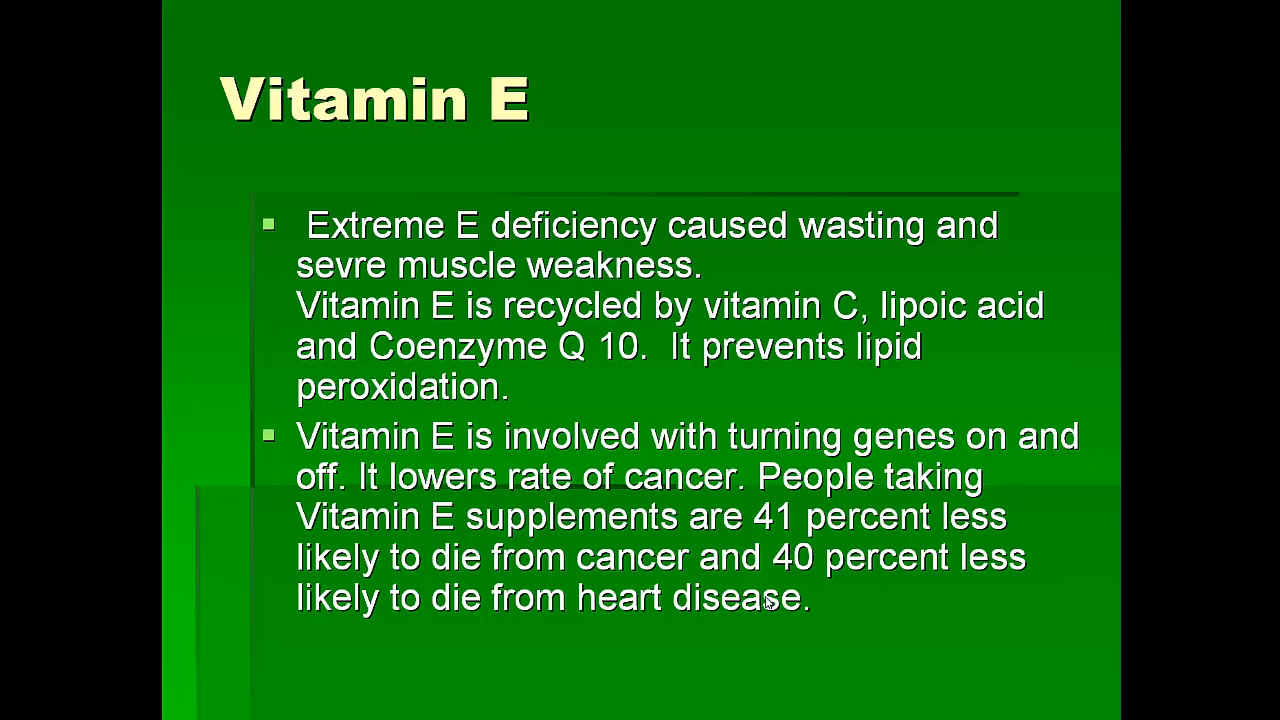 Vitamin E
Extreme E deficiency caused wasting and
sevre muscle weakness.
Vitamin E is recycled by vitamin C, lipoic acid
and Coenzyme Q 10.  It prevents lipid
peroxidation.
Vitamin E is involved with turning genes on and
off. It lowers rate of cancer. People taking
Vitamin E supplements are 41 percent less
likely to die from cancer and 40 percent less
likely to die from heart disease.